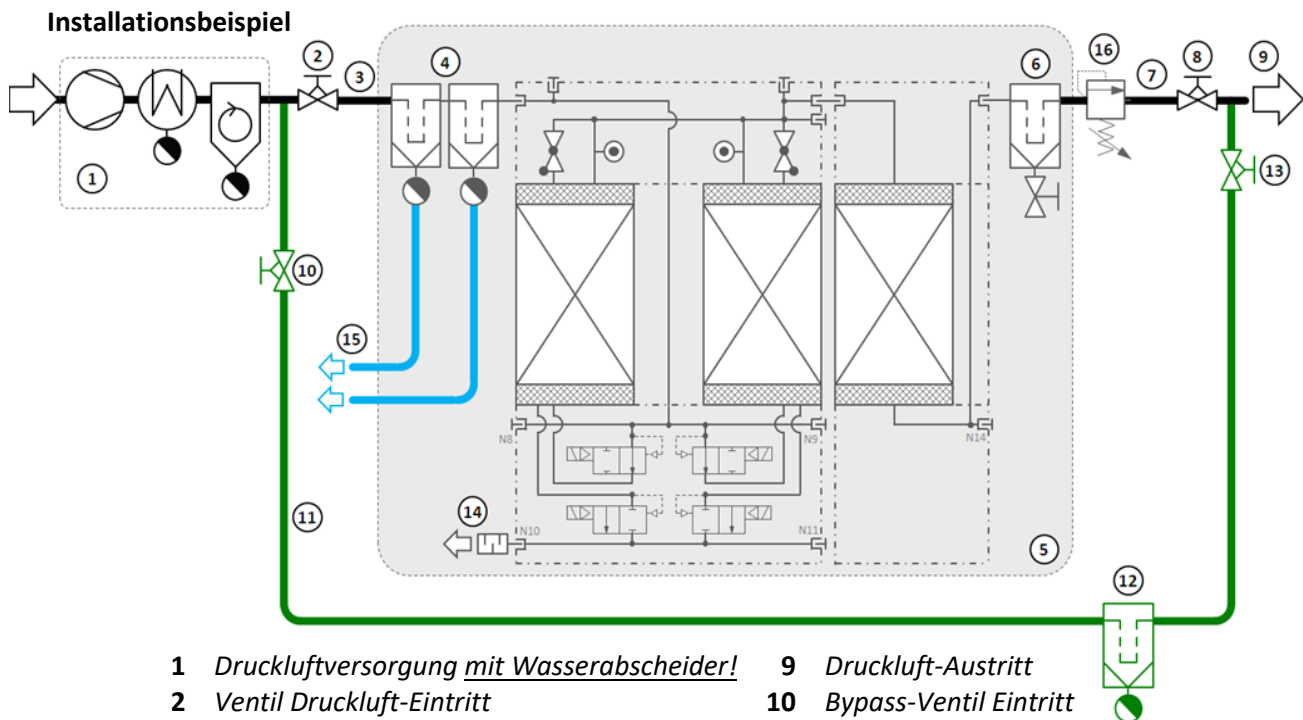 Installationsbeispiel
2
3
4
6
16
7
8
9
1
13
10
15
N8
N9
N14
14
N10
N11
11
5
12
1 Druckluftversorgung mit Wasserabscheider!
9 Druckluft-Austritt
2 Ventil Druckluft-Eintritt
10 Bypass-Ventil Eintritt